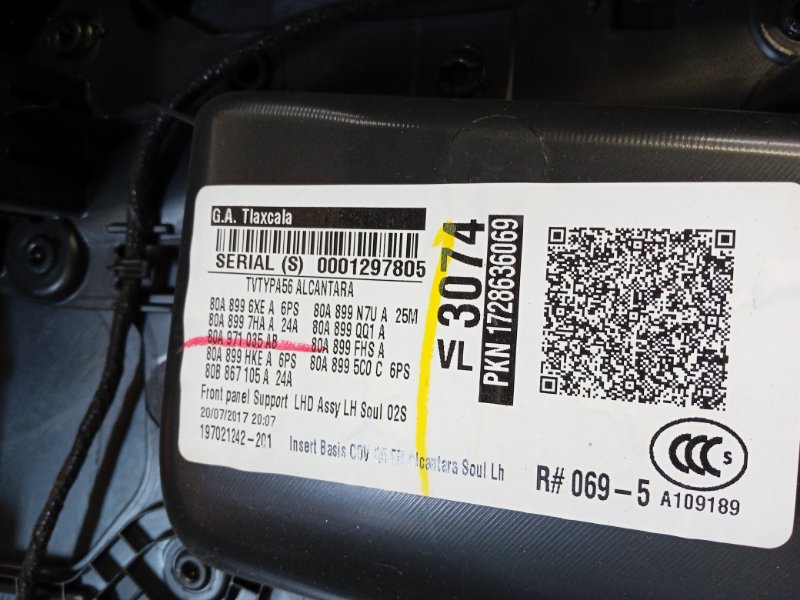 G.A. Tlaxcala
SERIAL (S) 0001297805
TVTYPA56 ALCANTARA
80A 899 6XE A 6PS 80A 899 N7U A 25M
80A 899 7HA A 24A 80A 899 QQ1 A
80A 971 035 AB 80A 899 FHS A
80A 899 HKE A 6PS 80A 899 5C0 C 6PS
80B 867 105 A 24A
Front panel Support LHD Assy LH Soul 02S
20/07/2017 20:07
197021242-201
Insert Basis COV FR Alcantara Soul Lh
VL 3074
PKN 1728636069
CCC S
R# 069-5 A109189